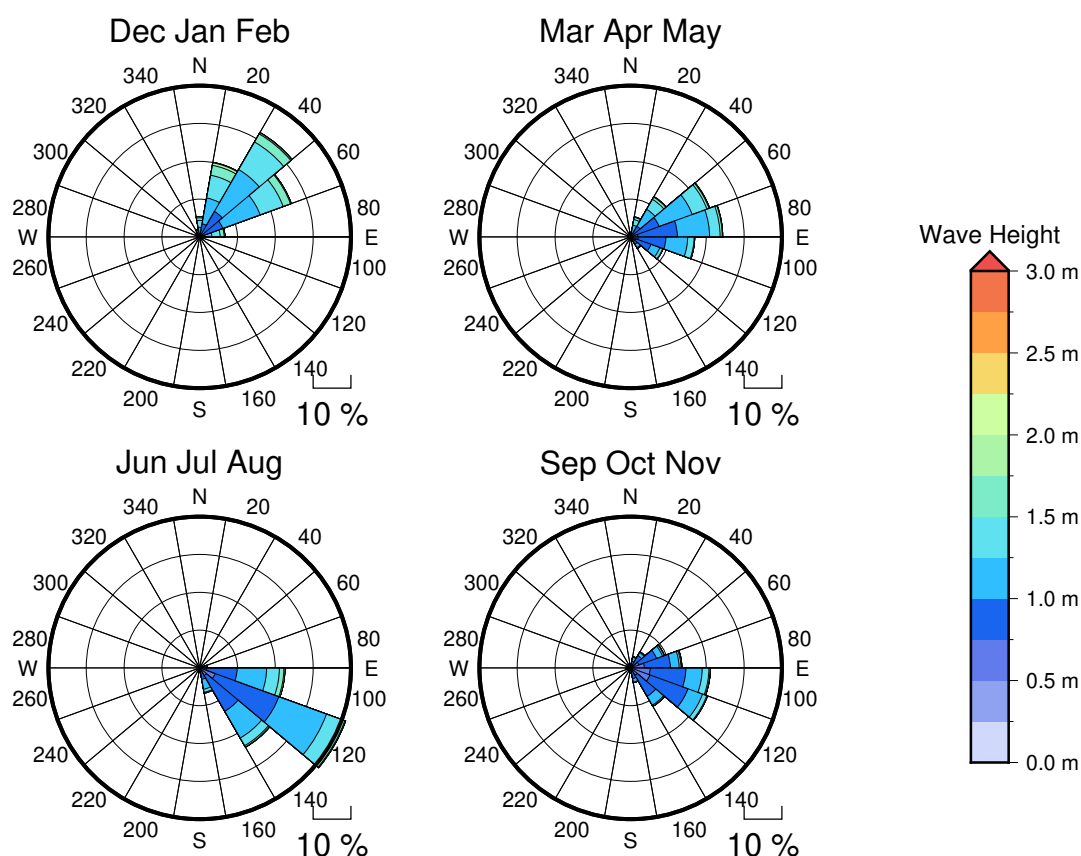 Dec Jan Feb
N
20
40
60
80
E
100
120
140
160
S
200
220
240
260
W
280
300
320
340
10 %
Mar Apr May
N
20
40
60
80
E
100
120
140
160
S
200
220
240
260
W
280
300
320
340
10 %
Jun Jul Aug
N
20
40
60
80
E
100
120
140
160
S
200
220
240
260
W
280
300
320
340
10 %
Sep Oct Nov
N
20
40
60
80
E
100
120
140
160
S
200
220
240
260
W
280
300
320
340
10 %
Wave Height
3.0 m
2.5 m
2.0 m
1.5 m
1.0 m
0.5 m
0.0 m